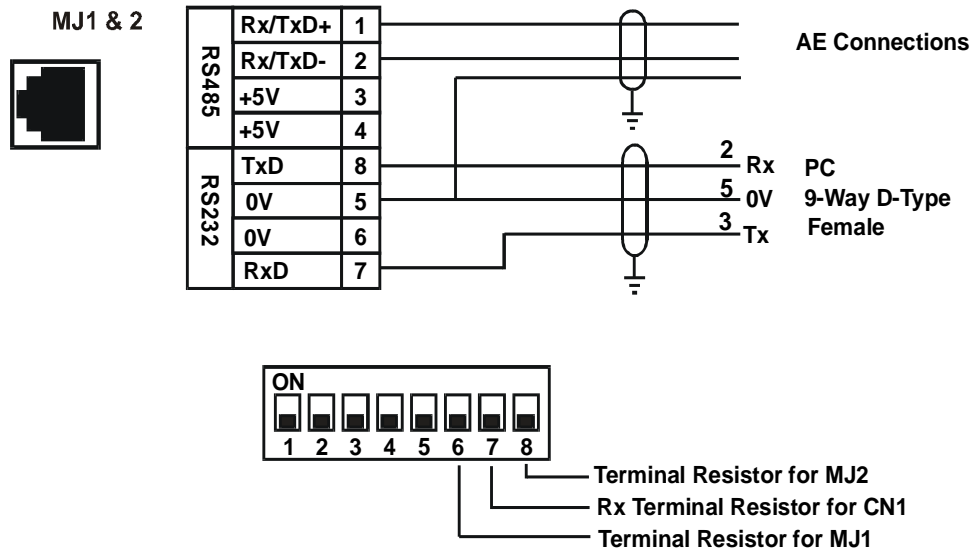 MJ1 & 2
RS485
Rx/TxD+ 1
Rx/TxD- 2
+5V 3
+5V 4
RS232
TxD 8
0V 5
0V 6
RxD 7
AE Connections
2 Rx
5 0V
3 Tx
PC
9-Way D-Type
Female
ON
1 2 3 4 5 6 7 8
Terminal Resistor for MJ2
Rx Terminal Resistor for CN1
Terminal Resistor for MJ1